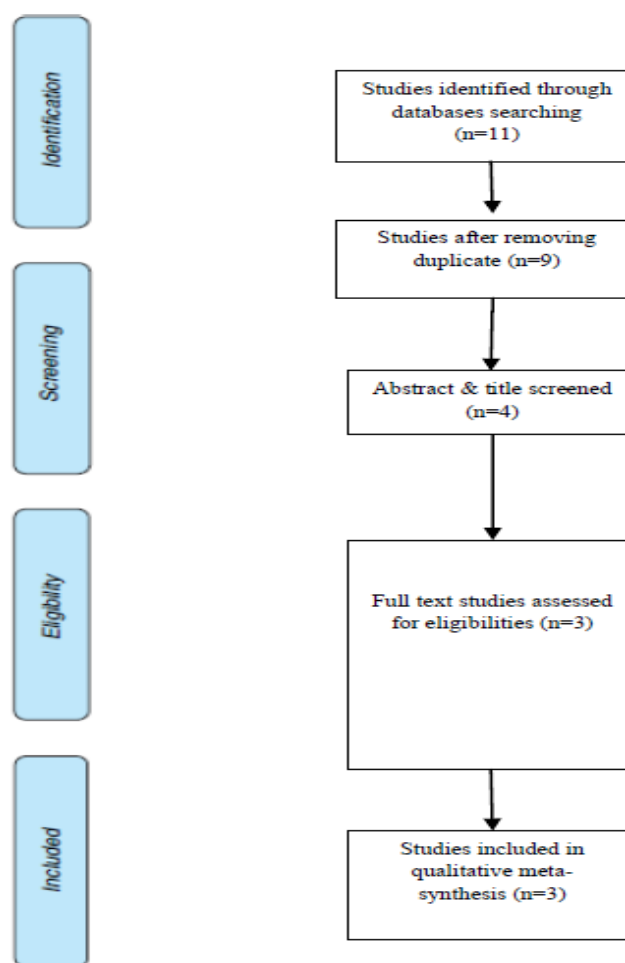 Identification
Studies identified through
databases searching
(n=11)
Studies after removing
duplicate (n=9)
Screening
Abstract & title screened
(n=4)
Eligibility
Full text studies assessed
for eligibilities (n=3)
Included
Studies included in
qualitative meta-
synthesis (n=3)